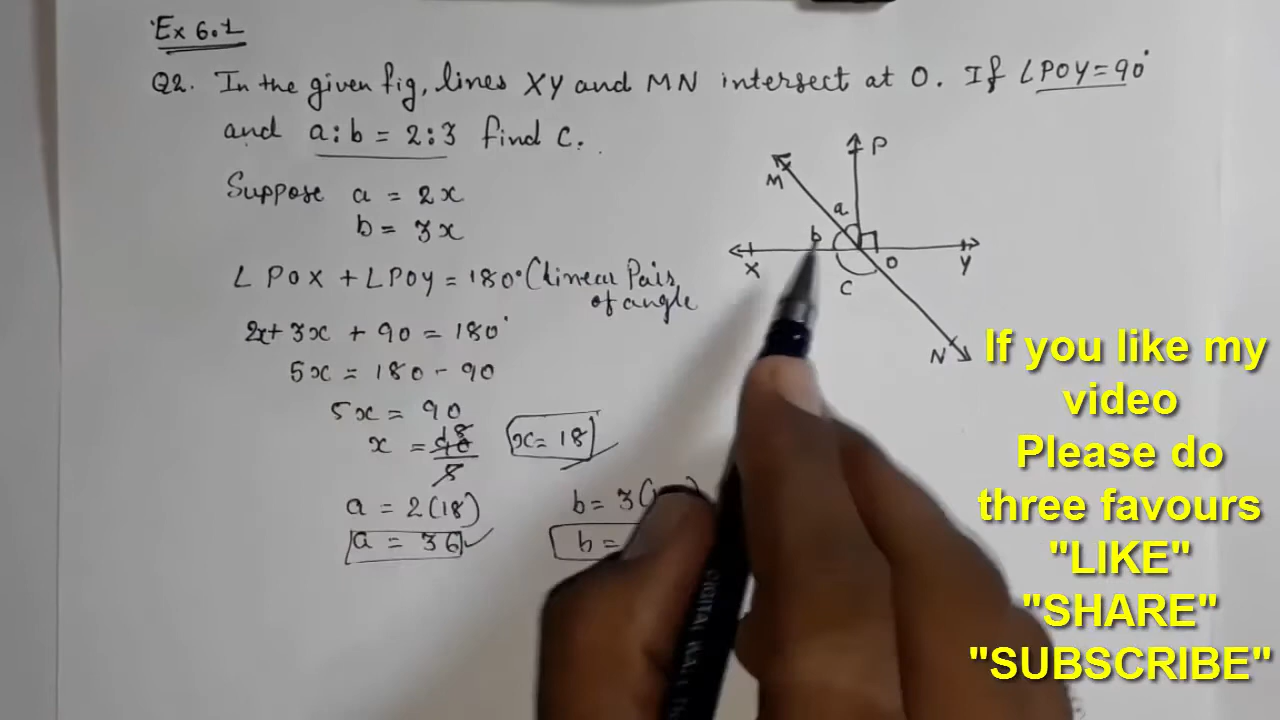 Ex 6.1
Q2. In the given fig, lines XY and MN intersect at O. If ∠POY = 90°
and a:b = 2:3 find C.
Suppose a = 2x
b = 3x
∠POX + ∠POY = 180° (linear Pair
of angle
2x+3x + 90 = 180°
5x = 180 - 90
5x = 90
x = 90/5 18
x = 18
a = 2(18)
a = 36
b = 3(
b =
P
M
a
b
X
O
Y
C
N
If you like my
video
Please do
three favours
"LIKE"
"SHARE"
"SUBSCRIBE"